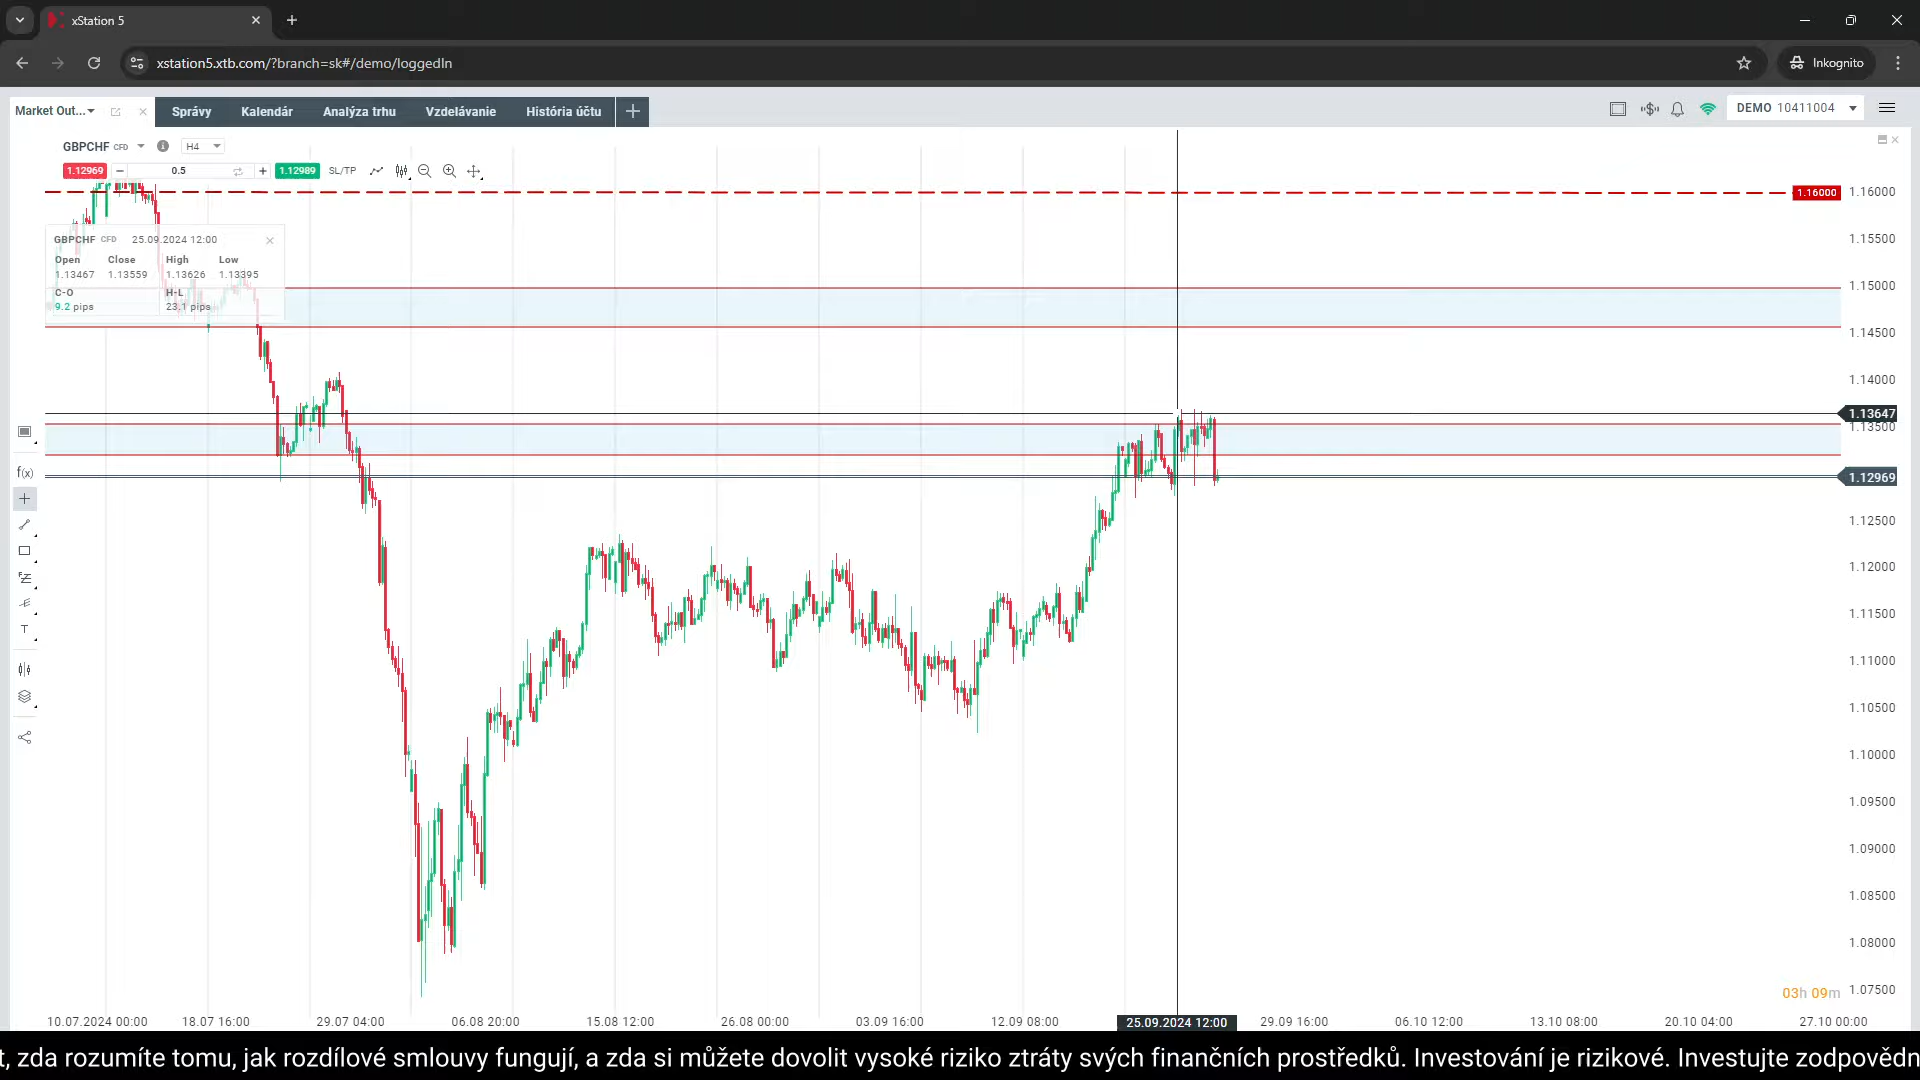 xStation 5
xstation5.xtb.com/?branch=sk#/demo/loggedIn
Inkognito
Market Out...
Správy
Kalendár
Analýza trhu
Vzdelávanie
História účtu
DEMO 10411004
GBPCHF CFD H4
1.12969 0.5 1.12989 SL/TP
GBPCHF CFD 25.09.2024 12:00
Open Close High Low
1.13467 1.13559 1.13626 1.13395
C-O H-L
9.2 pips 23.1 pips
f(x)
T
1.16000 1.16000
1.15500
1.15000
1.14500
1.14000
1.13647
1.13500
1.12969
1.12500
1.12000
1.11500
1.11000
1.10500
1.10000
1.09500
1.09000
1.08500
1.08000
03h 09m
1.07500
10.07.2024 00:00 18.07 16:00 29.07 04:00 06.08 20:00 15.08 12:00 26.08 00:00 03.09 16:00 12.09 08:00 25.09.2024 12:00 29.09 16:00 06.10 12:00 13.10 08:00 20.10 04:00 27.10 00:00
t, zda rozumíte tomu, jak rozdílové smlouvy fungují, a zda si můžete dovolit vysoké riziko ztráty svých finančních prostředků. Investování je rizikové. Investujte zodpovědn